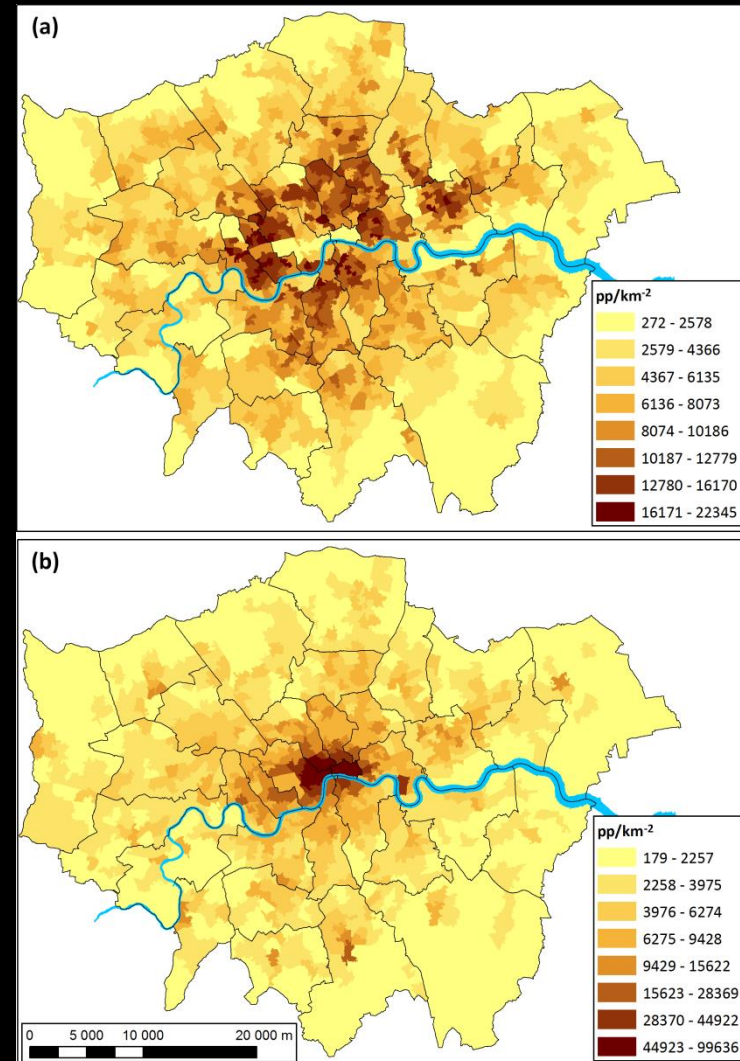 (a)
pp/km⁻²
272 - 2578
2579 - 4366
4367 - 6135
6136 - 8073
8074 - 10186
10187 - 12779
12780 - 16170
16171 - 22345
(b)
pp/km⁻²
179 - 2257
2258 - 3975
3976 - 6274
6275 - 9428
9429 - 15622
15623 - 28369
28370 - 44922
44923 - 99636
0 5 000 10 000 20 000 m